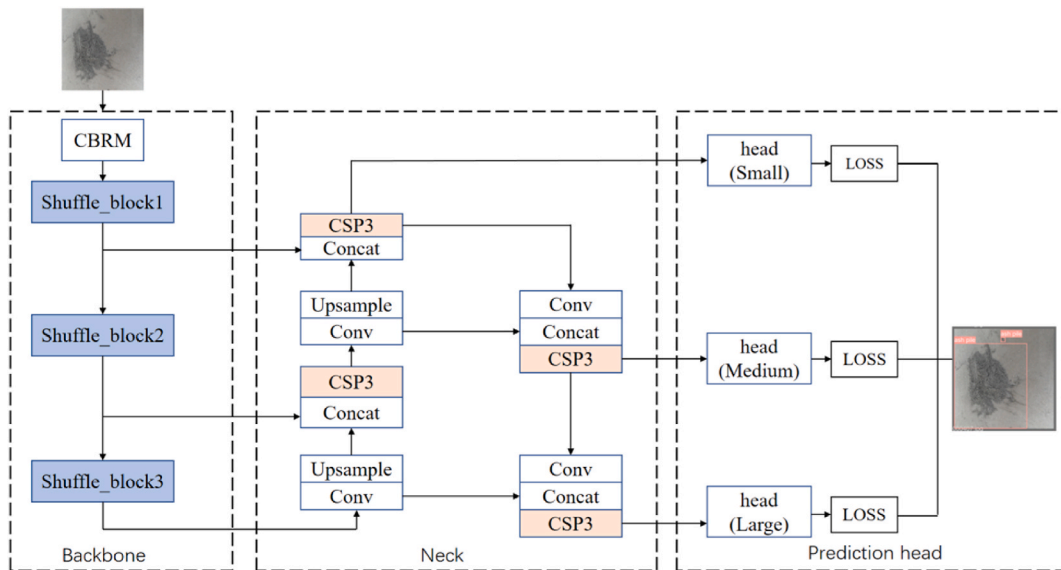 CBRM
Shuffle_block1
Shuffle_block2
Shuffle_block3
Backbone
CSP3
Concat
Upsample
Conv
CSP3
Concat
Upsample
Conv
Conv
Concat
CSP3
Conv
Concat
CSP3
Neck
head
(Small)
LOSS
head
(Medium)
LOSS
head
(Large)
LOSS
Prediction head